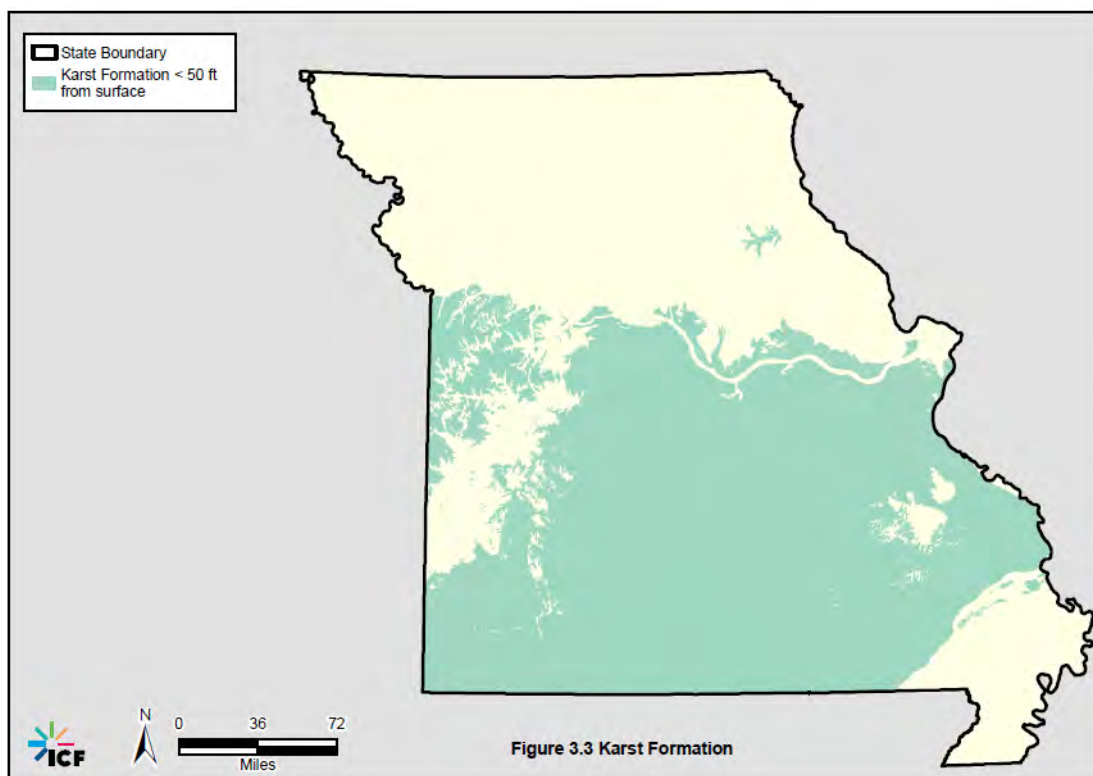 State Boundary
Karst Formation < 50 ft
from surface
N
0 36 72
Miles
ICF
Figure 3.3 Karst Formation